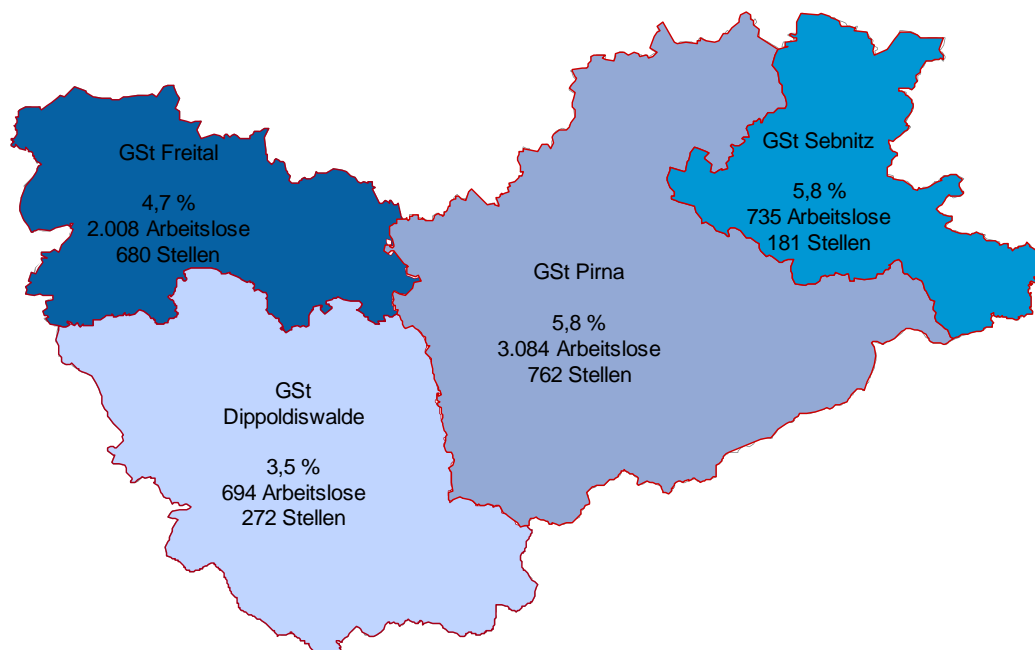 GSt Freital
4,7 %
2.008 Arbeitslose
680 Stellen
GSt Sebnitz
5,8 %
735 Arbeitslose
181 Stellen
GSt Pirna
5,8 %
3.084 Arbeitslose
762 Stellen
GSt
Dippoldiswalde
3,5 %
694 Arbeitslose
272 Stellen